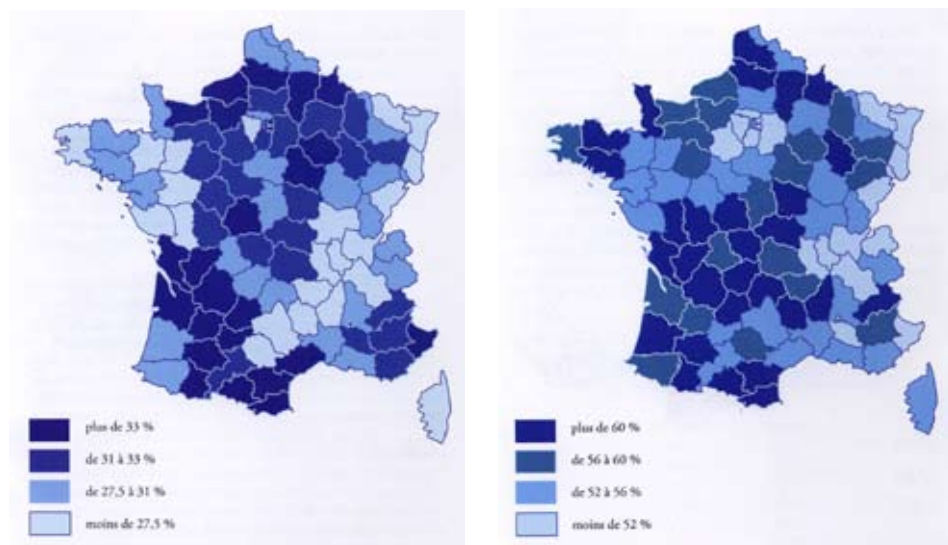 plus de 33 %
de 31 à 33 %
de 27,5 à 31 %
moins de 27,5 %
plus de 60 %
de 56 à 60 %
de 52 à 56 %
moins de 52 %